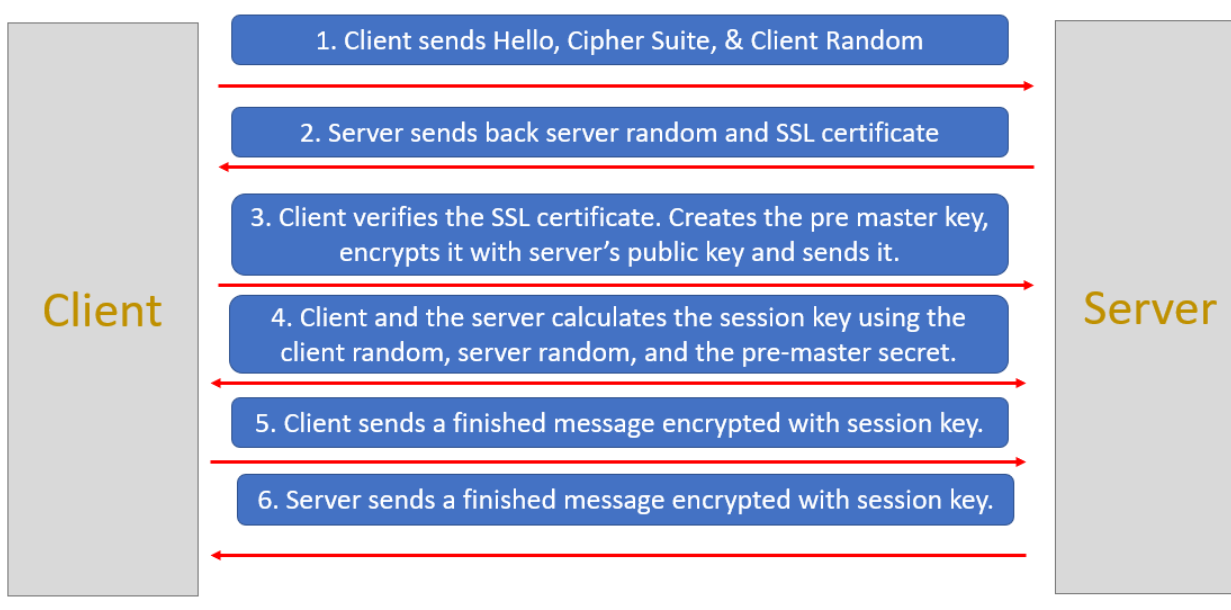 1. Client sends Hello, Cipher Suite, & Client Random
2. Server sends back server random and SSL certificate
3. Client verifies the SSL certificate. Creates the pre master key,
encrypts it with server’s public key and sends it.
Client
Server
4. Client and the server calculates the session key using the
client random, server random, and the pre-master secret.
5. Client sends a finished message encrypted with session key.
6. Server sends a finished message encrypted with session key.